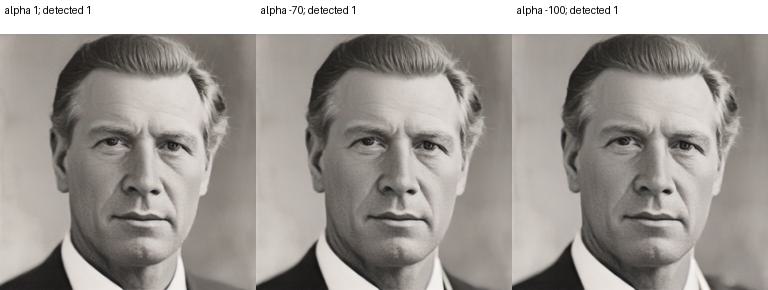 alpha 1; detected 1
alpha -70; detected 1
alpha -100; detected 1